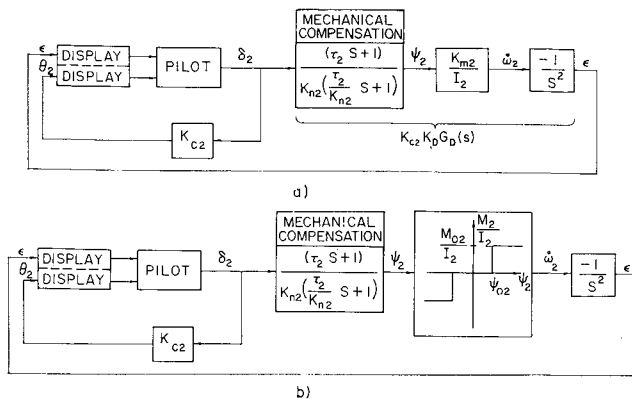 MECHANICAL
COMPENSATION
ϵ DISPLAY
θ2 DISPLAY
PILOT
δ2
(τ2 S+1)
Kn2(τ2/Kn2 S+1)
ψ2
Km2
I2
ω̇2
-1
S²
ϵ
Kc2
Kc2 KD GD(s)
a)
MECHANICAL
COMPENSATION
ϵ DISPLAY
θ2 DISPLAY
PILOT
δ2
(τ2 S+1)
Kn2(τ2/Kn2 S+1)
ψ2
M2
I2
Mo2
I2
ψo2 ψ2
ω̇2
-1
S²
ϵ
Kc2
b)